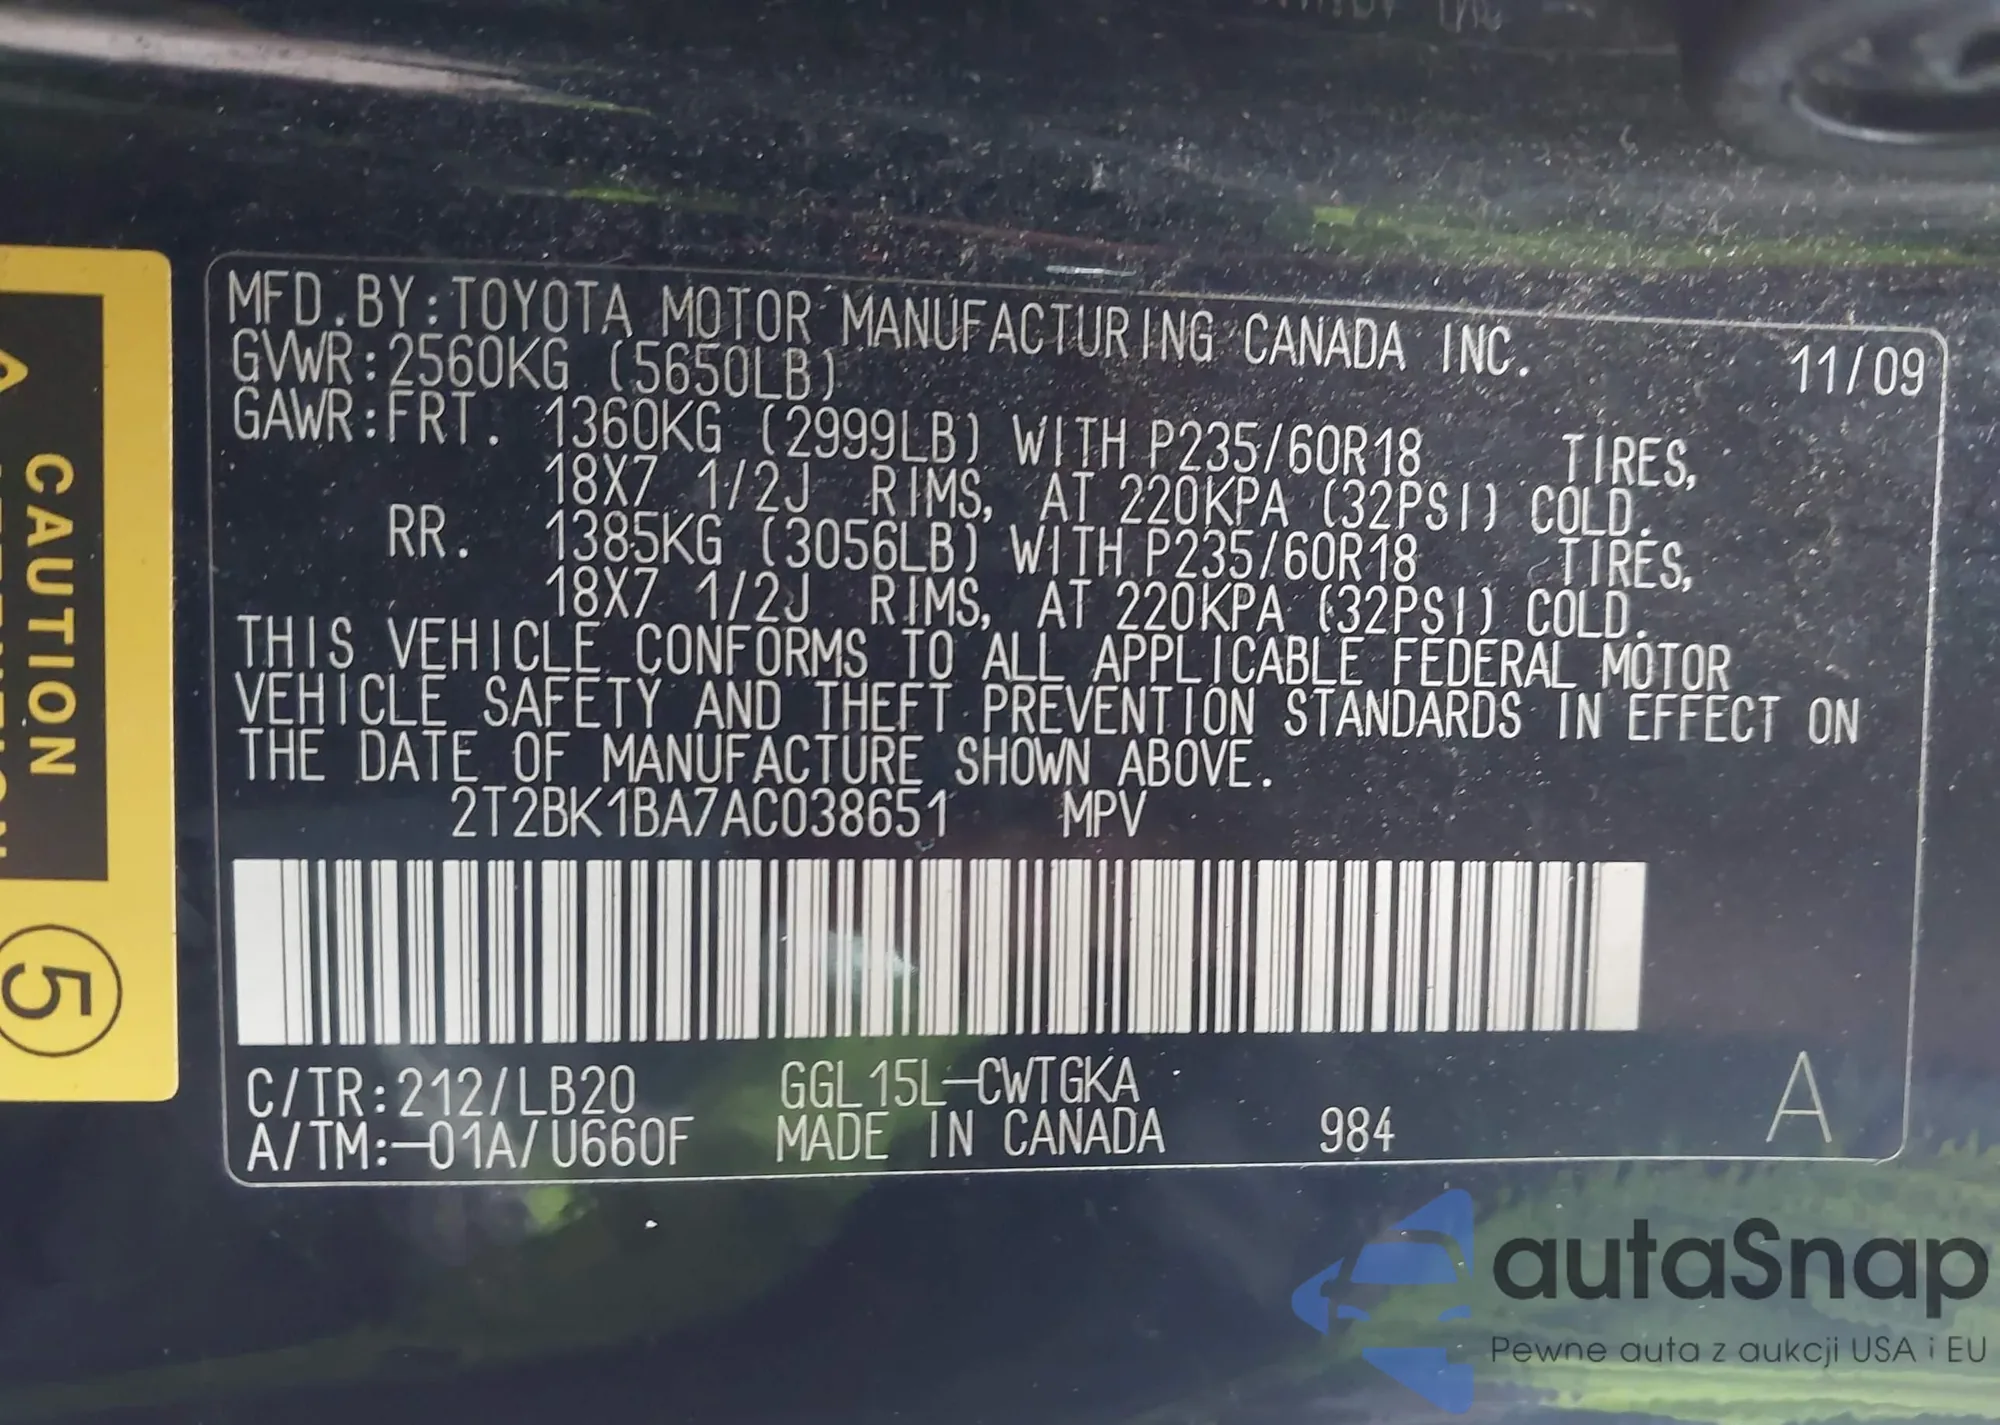 MFD.BY:TOYOTA MOTOR MANUFACTURING CANADA INC. 11/09
GVWR:2560KG (5650LB)
GAWR:FRT. 1360KG (2999LB) WITH P235/60R18 TIRES,
18X7 1/2J RIMS, AT 220KPA (32PSI) COLD.
RR. 1385KG (3056LB) WITH P235/60R18 TIRES,
18X7 1/2J RIMS, AT 220KPA (32PSI) COLD.
THIS VEHICLE CONFORMS TO ALL APPLICABLE FEDERAL MOTOR
VEHICLE SAFETY AND THEFT PREVENTION STANDARDS IN EFFECT ON
THE DATE OF MANUFACTURE SHOWN ABOVE.
2T2BK1BA7AC038651 MPV
C/TR:212/LB20 GGL15L-CWTGKA
A/TM:-01A/U660F MADE IN CANADA 984 A
CAUTION
5
autaSnap
Pewne auta z aukcji USA i EU